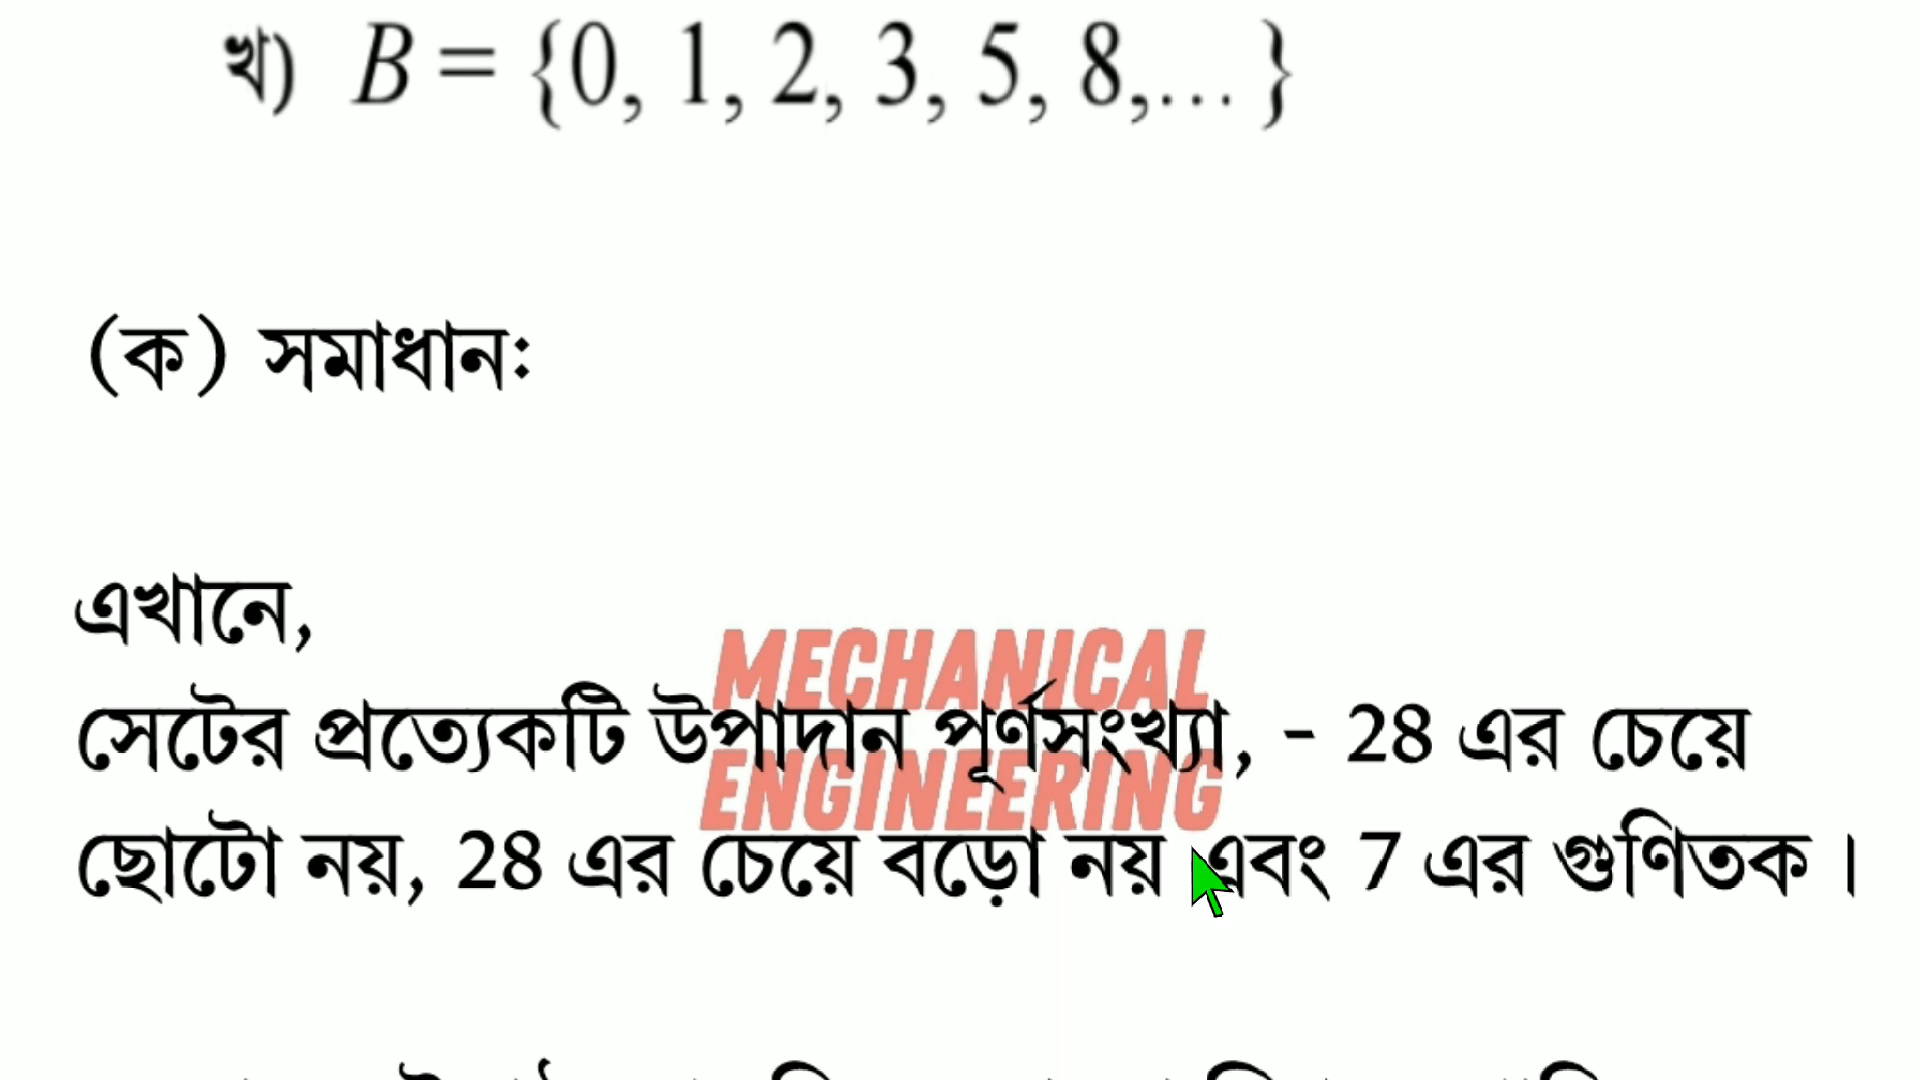 খ) B = {0, 1, 2, 3, 5, 8,... }
(ক) সমাধানঃ
এখানে,
MECHANICAL
সেটের প্রত্যেকটি উপাদান পূর্ণসংখ্যা, - 28 এর চেয়ে
ENGINEERING
ছোটো নয়, 28 এর চেয়ে বড়ো নয় এবং 7 এর গুণিতক।